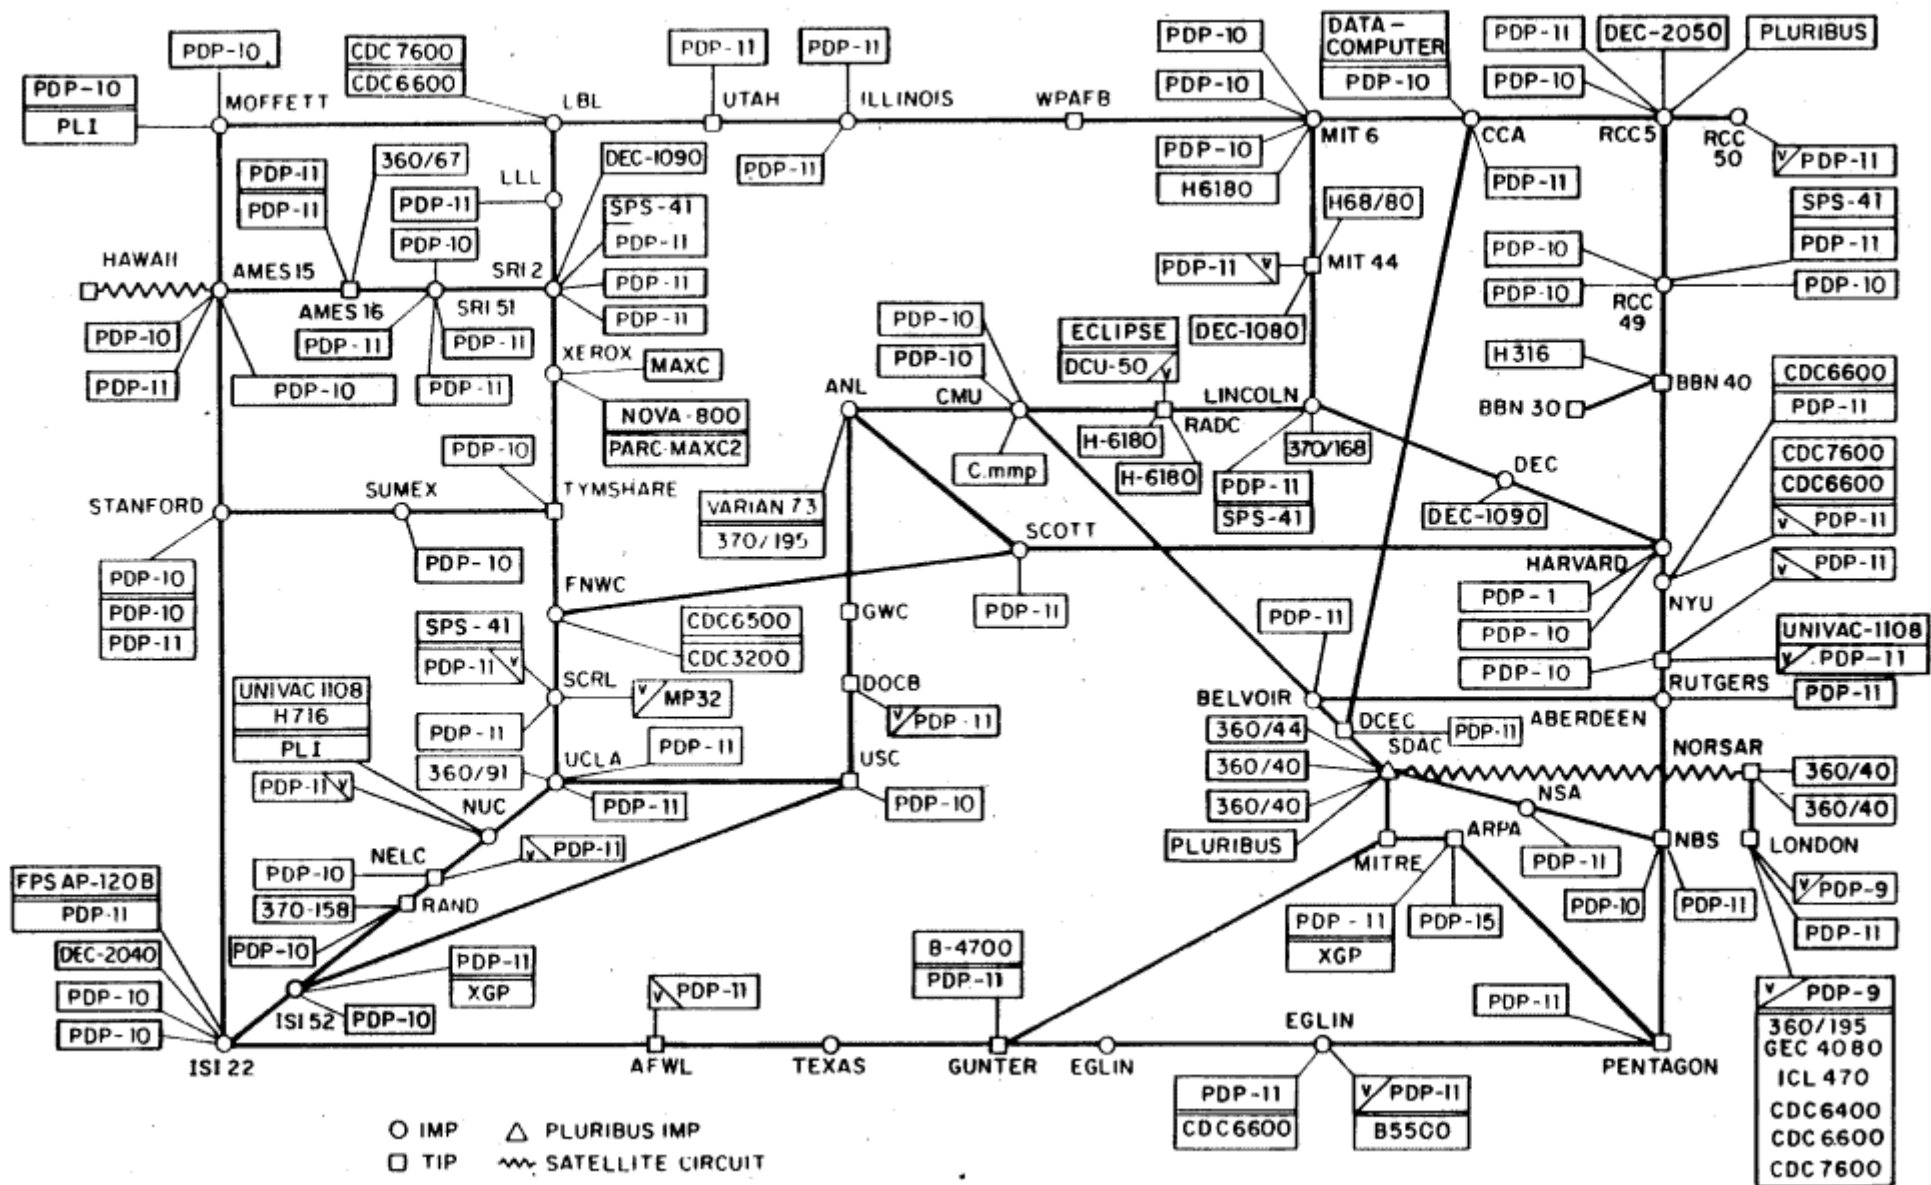 PDP-10
CDC 7600
CDC6600
PDP-11
PDP-11
PDP-10
DATA-
COMPUTER
PDP-10
PDP-11
DEC-2050
PLURIBUS
PDP-10
PLI
MOFFETT
LBL
UTAH
ILLINOIS
WPAFB
PDP-10
PDP-10
MIT 6
CCA
RCC 5
RCC
50
PDP-10
H6180
PDP-11
PDP-11
V PDP-11
PDP-11
PDP-11
360/67
LLL
PDP-11
DEC-1090
SPS-41
PDP-11
H68/80
SPS-41
PDP-11
PDP-10
HAWAII
AMES 15
AMES 16
SRI 51
SRI 2
PDP-10
PDP-11
PDP-11
PDP-11 V
MIT 44
PDP-10
PDP-10
PDP-10
RCC
49
PDP-10
PDP-11
PDP-10
PDP-11
PDP-11
PDP-11
XEROX
MAXC
NOVA-800
PARC-MAXC2
PDP-10
PDP-10
ECLIPSE
DCU-50 V
DEC-1080
H316
BBN 40
BBN 30
CDC6600
PDP-11
ANL
CMU
RADC
LINCOLN
H-6180
H-6180
370/168
PDP-11
SPS-41
C.mmp
DEC
DEC-1090
CDC7600
CDC6600
V PDP-11
PDP-10
STANFORD
SUMEX
TYMSHARE
VARIAN 73
370/195
SCOTT
HARVARD
V PDP-11
PDP-10
PDP-10
PDP-11
PDP-10
FNWC
CDC6500
CDC3200
GWC
PDP-11
PDP-11
PDP-1
PDP-10
PDP-10
NYU
UNIVAC-1108
V PDP-11
SPS-41
PDP-11 V
SCRL
V MP32
PDP-11
DOCB
V PDP-11
BELVOIR
RUTGERS
PDP-11
ABERDEEN
UNIVAC 1108
H716
PLI
PDP-11 V
NUC
360/91
UCLA
PDP-11
PDP-11
USC
PDP-10
360/44
360/40
360/40
PLURIBUS
DCEC
PDP-11
SDAC
NORSAR
360/40
360/40
NSA
PDP-11
NBS
LONDON
PDP-10
PDP-11
V PDP-9
PDP-11
NELC
PDP-10
V PDP-11
370-158
RAND
PDP-10
MITRE
ARPA
PDP-11
XGP
PDP-15
FPS AP-120B
PDP-11
DEC-2040
PDP-10
PDP-10
ISI 22
ISI 52
PDP-11
XGP
PDP-10
V PDP-11
AFWL
TEXAS
B-4700
PDP-11
GUNTER
EGLIN
EGLIN
PDP-11
CDC6600
V PDP-11
B5500
PDP-11
PENTAGON
V PDP-9
360/195
GEC 4080
ICL 470
CDC6400
CDC6600
CDC7600
IMP
PLURIBUS IMP
TIP
SATELLITE CIRCUIT